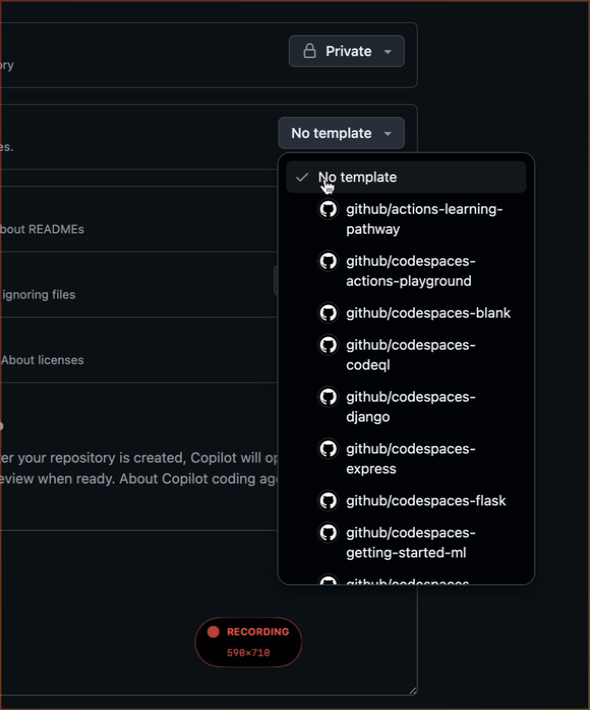 Private
ory
No template
es.
No template
github/actions-learning-
pathway
bout READMEs
github/codespaces-
actions-playground
ignoring files
github/codespaces-blank
github/codespaces-
codeql
About licenses
github/codespaces-
django
github/codespaces-
express
er your repository is created, Copilot will op
eview when ready. About Copilot coding age
github/codespaces-flask
github/codespaces-
getting-started-ml
github/codespaces-
RECORDING
590×710